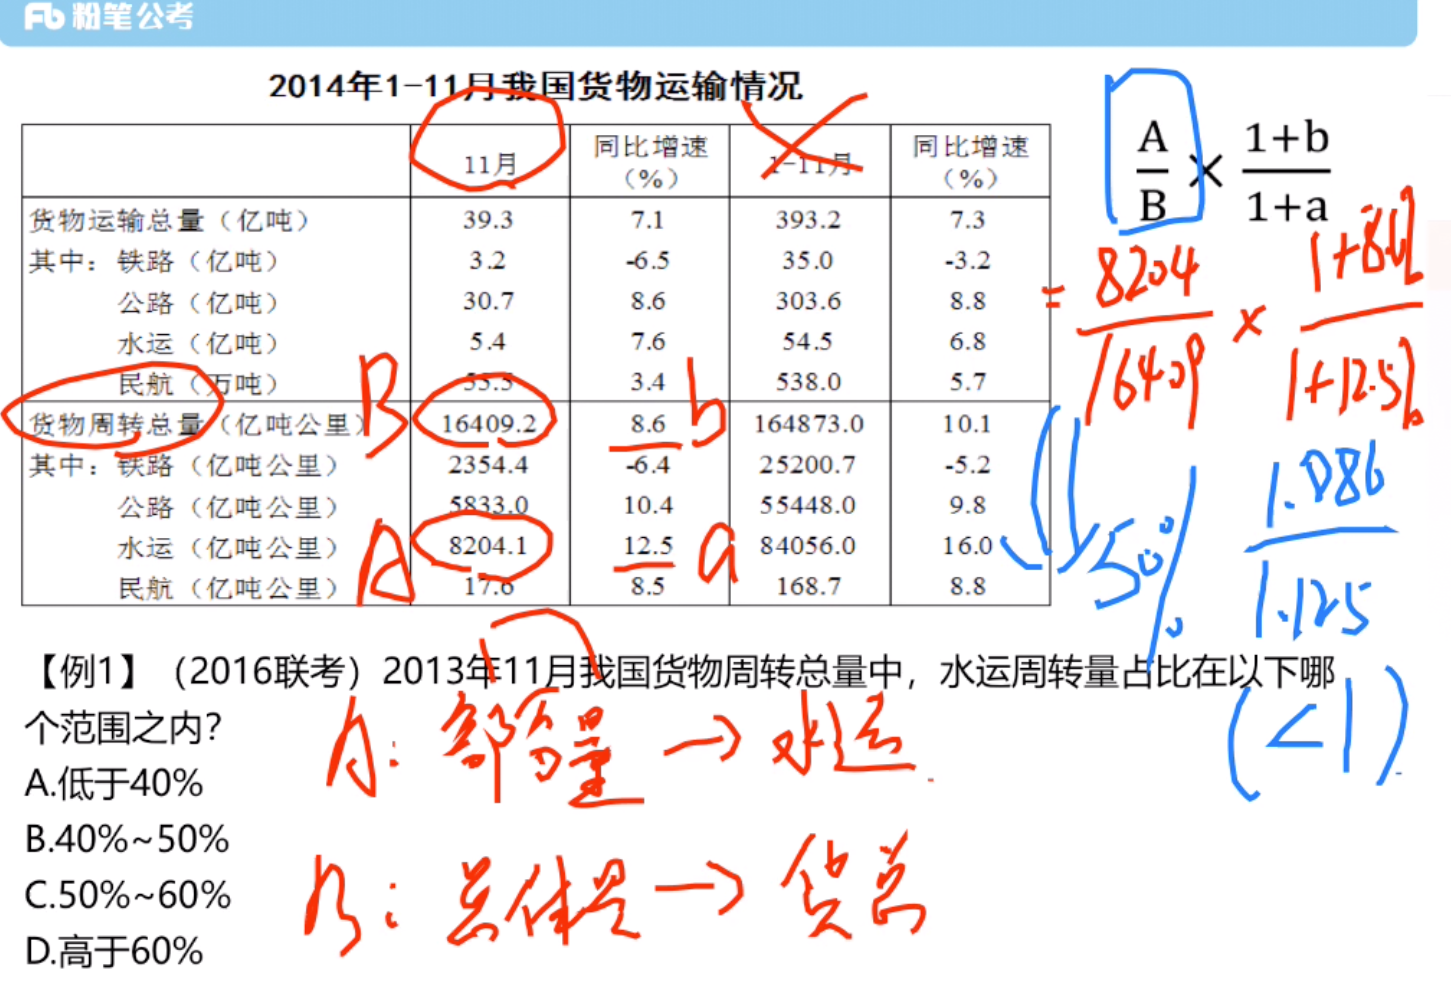 粉笔公考
2014年1-11月我国货物运输情况
11月 同比增速（%） 1-11月 同比增速（%）
货物运输总量（亿吨） 39.3 7.1 393.2 7.3
其中：铁路（亿吨） 3.2 -6.5 35.0 -3.2
公路（亿吨） 30.7 8.6 303.6 8.8
水运（亿吨） 5.4 7.6 54.5 6.8
民航（万吨） 55.5 3.4 538.0 5.7
货物周转总量（亿吨公里） 16409.2 8.6 164873.0 10.1
其中：铁路（亿吨公里） 2354.4 -6.4 25200.7 -5.2
公路（亿吨公里） 5833.0 10.4 55448.0 9.8
水运（亿吨公里） 8204.1 12.5 84056.0 16.0
民航（亿吨公里） 17.6 8.5 168.7 8.8
B b
A a
A/B × 1+b/1+a
= 8204/16409 × 1+8.6%/1+12.5%
50% 1.086/1.125
(<1)
【例1】（2016联考）2013年11月我国货物周转总量中，水运周转量占比在以下哪
个范围之内？
A.低于40%
B.40%~50%
C.50%~60%
D.高于60%
A：部分量→水运
B：总体量→货总